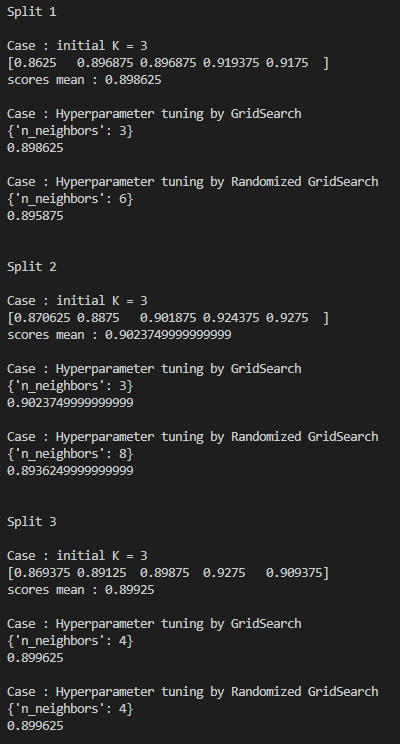 Split 1
Case : initial K = 3
[0.8625   0.896875 0.896875 0.919375 0.9175  ]
scores mean : 0.898625
Case : Hyperparameter tuning by GridSearch
{'n_neighbors': 3}
0.898625
Case : Hyperparameter tuning by Randomized GridSearch
{'n_neighbors': 6}
0.895875
Split 2
Case : initial K = 3
[0.870625 0.8875   0.901875 0.924375 0.9275  ]
scores mean : 0.9023749999999999
Case : Hyperparameter tuning by GridSearch
{'n_neighbors': 3}
0.9023749999999999
Case : Hyperparameter tuning by Randomized GridSearch
{'n_neighbors': 8}
0.8936249999999999
Split 3
Case : initial K = 3
[0.869375 0.89125  0.89875  0.9275   0.909375]
scores mean : 0.89925
Case : Hyperparameter tuning by GridSearch
{'n_neighbors': 4}
0.899625
Case : Hyperparameter tuning by Randomized GridSearch
{'n_neighbors': 4}
0.899625